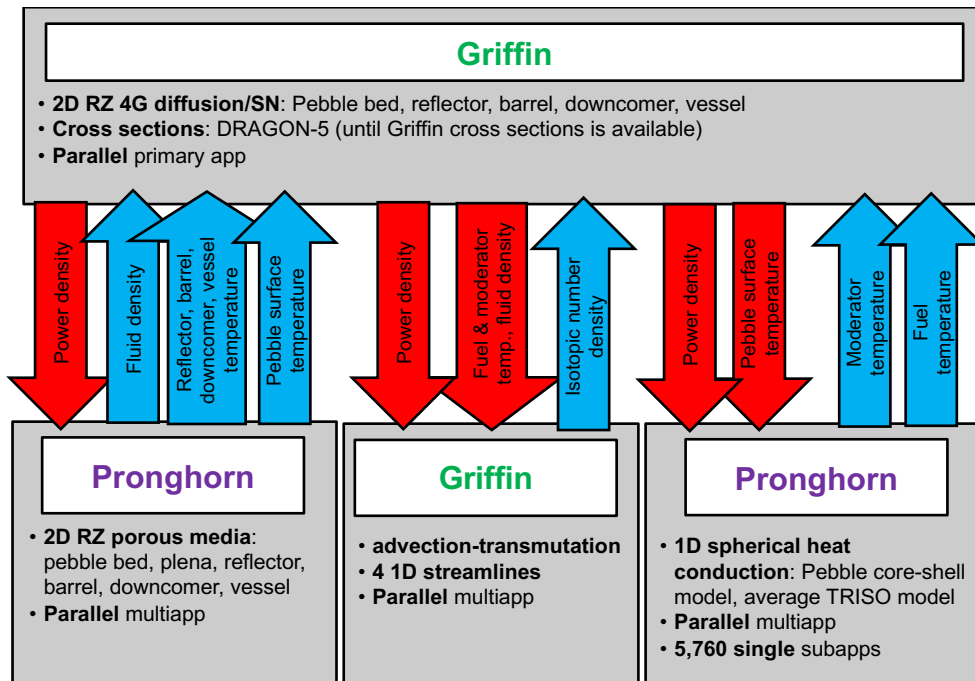 Griffin
• 2D RZ 4G diffusion/SN: Pebble bed, reflector, barrel, downcomer, vessel
• Cross sections: DRAGON-5 (until Griffin cross sections is available)
• Parallel primary app
Power density
Fluid density
Reflector, barrel,
downcomer, vessel
temperature
Pebble surface
temperature
Power density
Fuel & moderator
temp., fluid density
Isotopic number
density
Power density
Pebble surface
temperature
Moderator
temperature
Fuel
temperature
Pronghorn
• 2D RZ porous media:
pebble bed, plena, reflector,
barrel, downcomer, vessel
• Parallel multiapp
Griffin
• advection-transmutation
• 4 1D streamlines
• Parallel multiapp
Pronghorn
• 1D spherical heat
conduction: Pebble core-shell
model, average TRISO model
• Parallel multiapp
• 5,760 single subapps